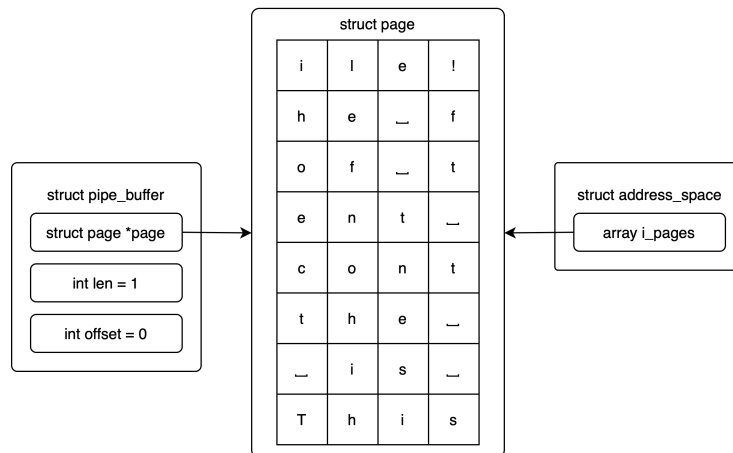 struct page
i l e !
h e ⎵ f
o f ⎵ t
e n t ⎵
c o n t
t h e ⎵
⎵ i s ⎵
T h i s
struct pipe_buffer
struct page *page
int len = 1
int offset = 0
struct address_space
array i_pages